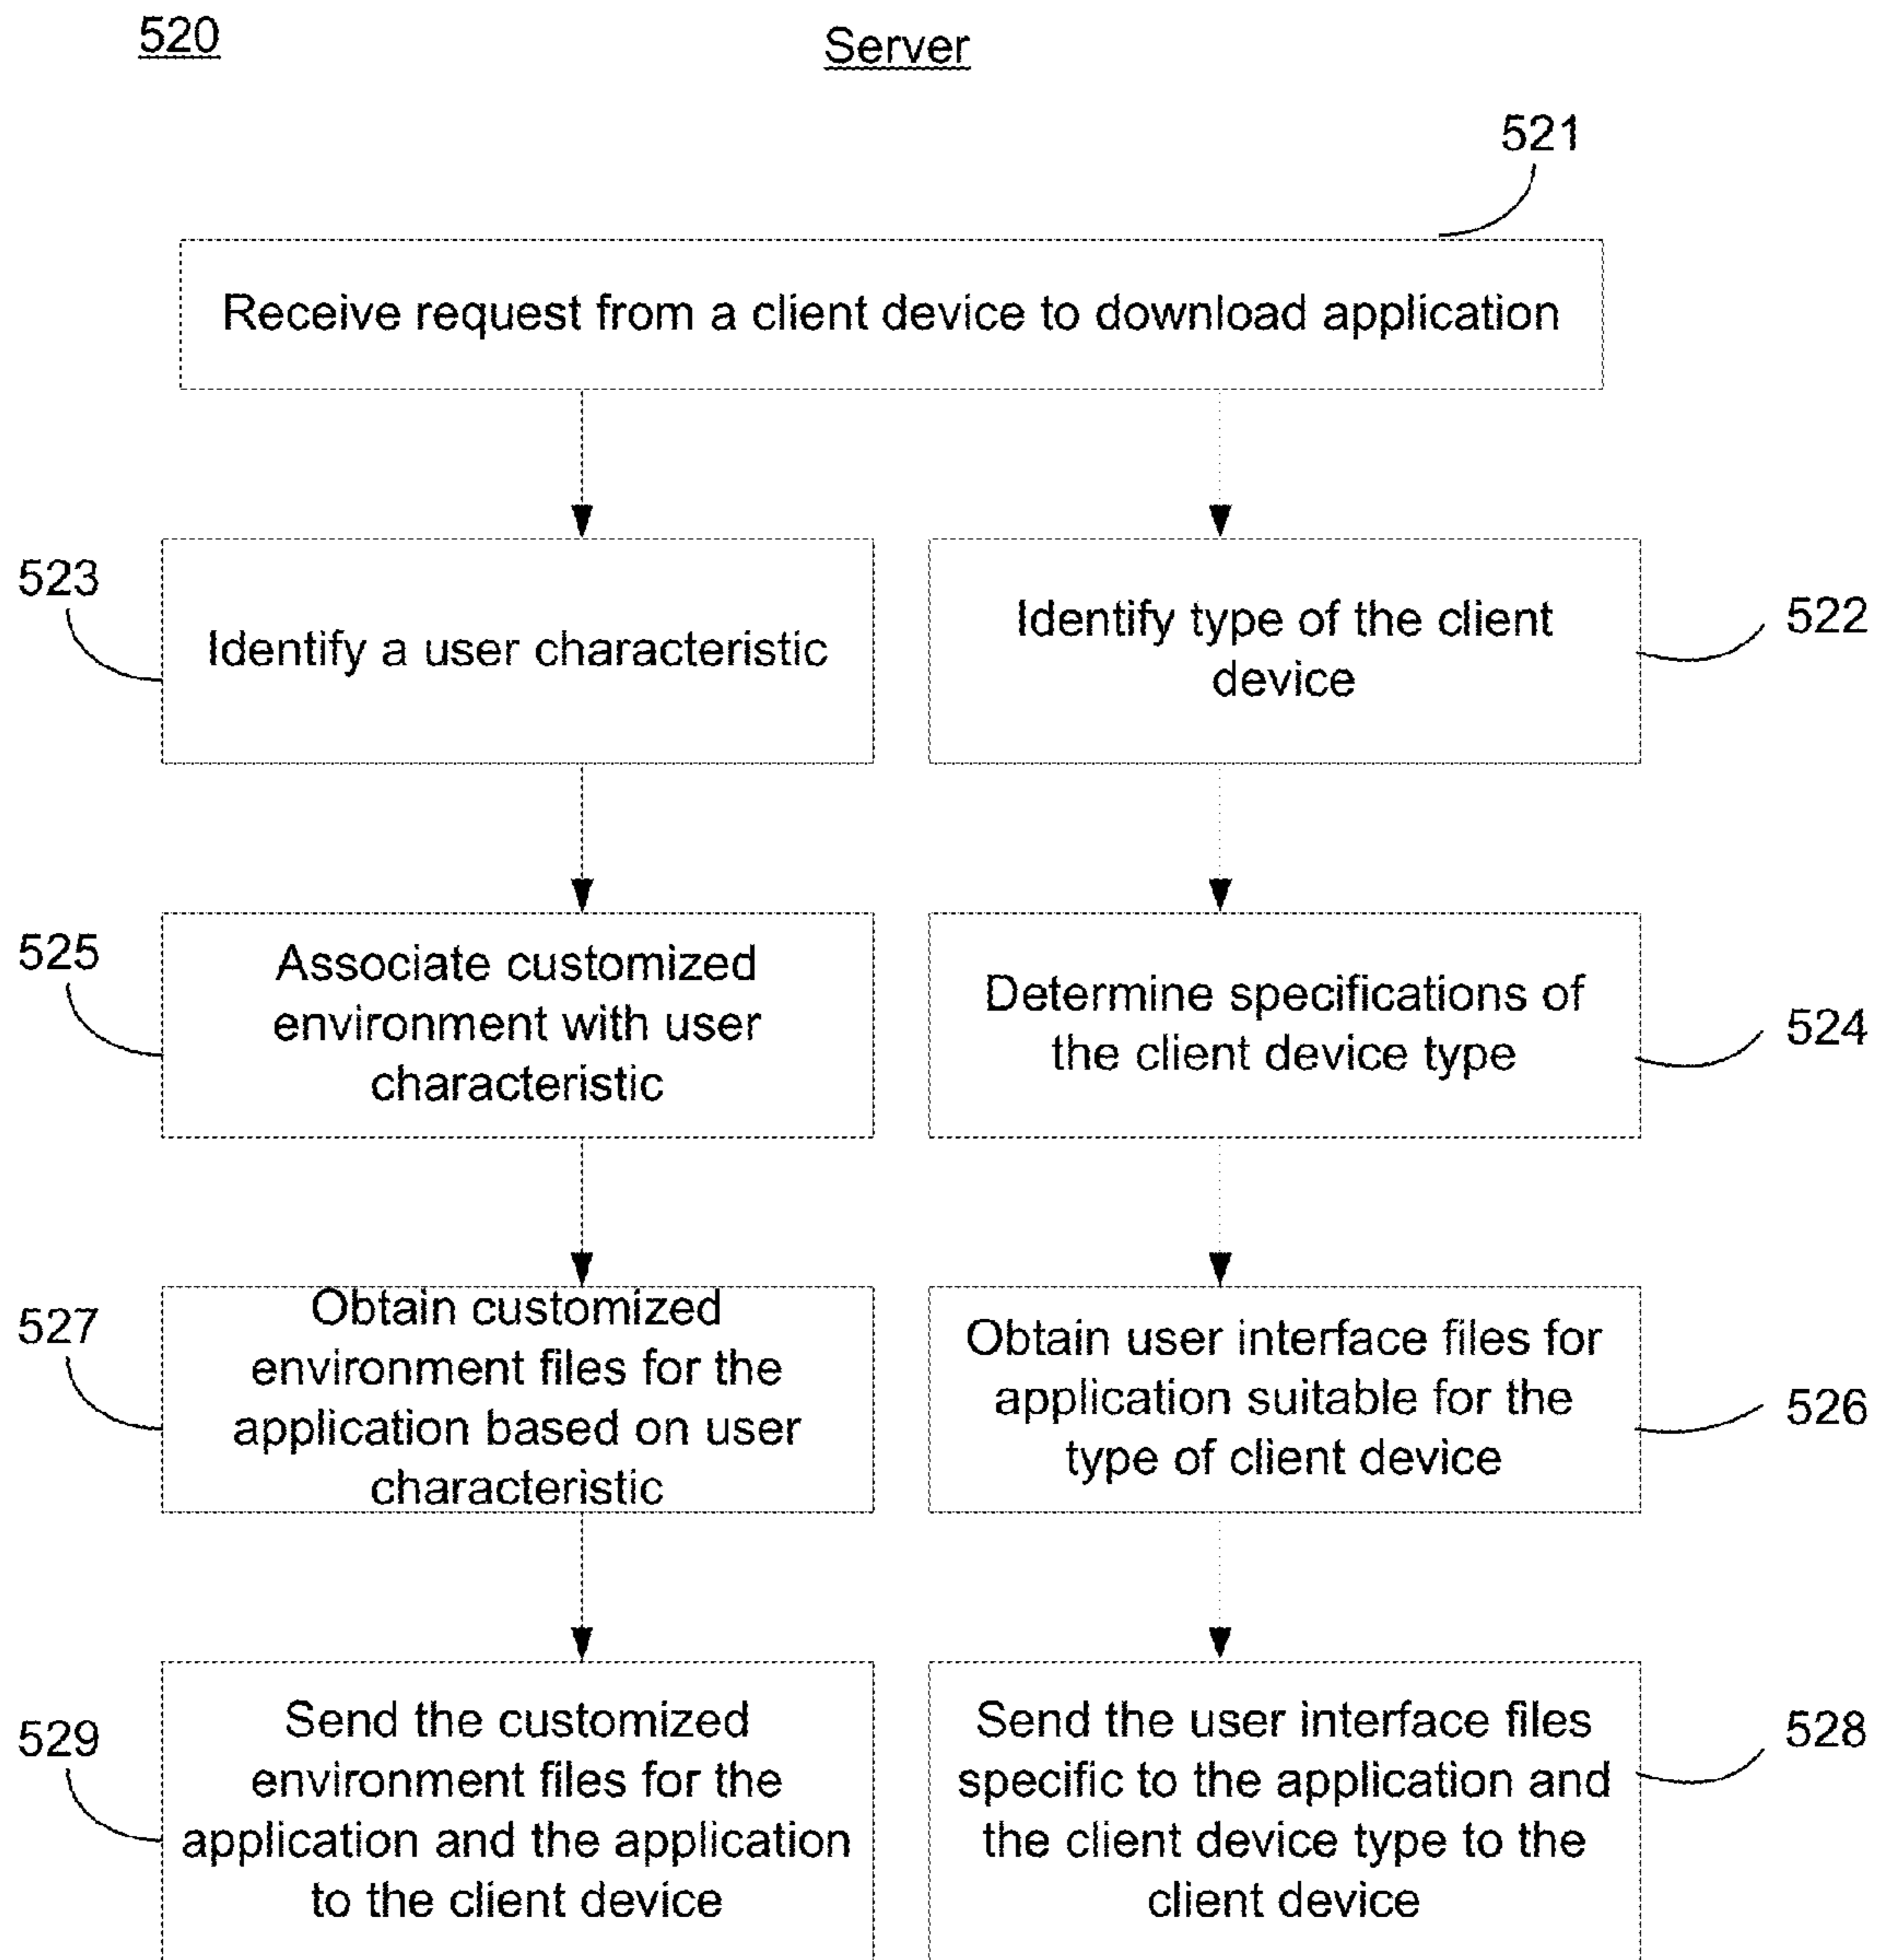 520
Server
521
Receive request from a client device to download application
523
Identify a user characteristic
Identify type of the client
device
522
525
Associate customized
environment with user
characteristic
Determine specifications of
the client device type
524
527
Obtain customized
environment files for the
application based on user
characteristic
Obtain user interface files for
application suitable for the
type of client device
526
529
Send the customized
environment files for the
application and the application
to the client device
Send the user interface files
specific to the application and
the client device type to the
client device
528